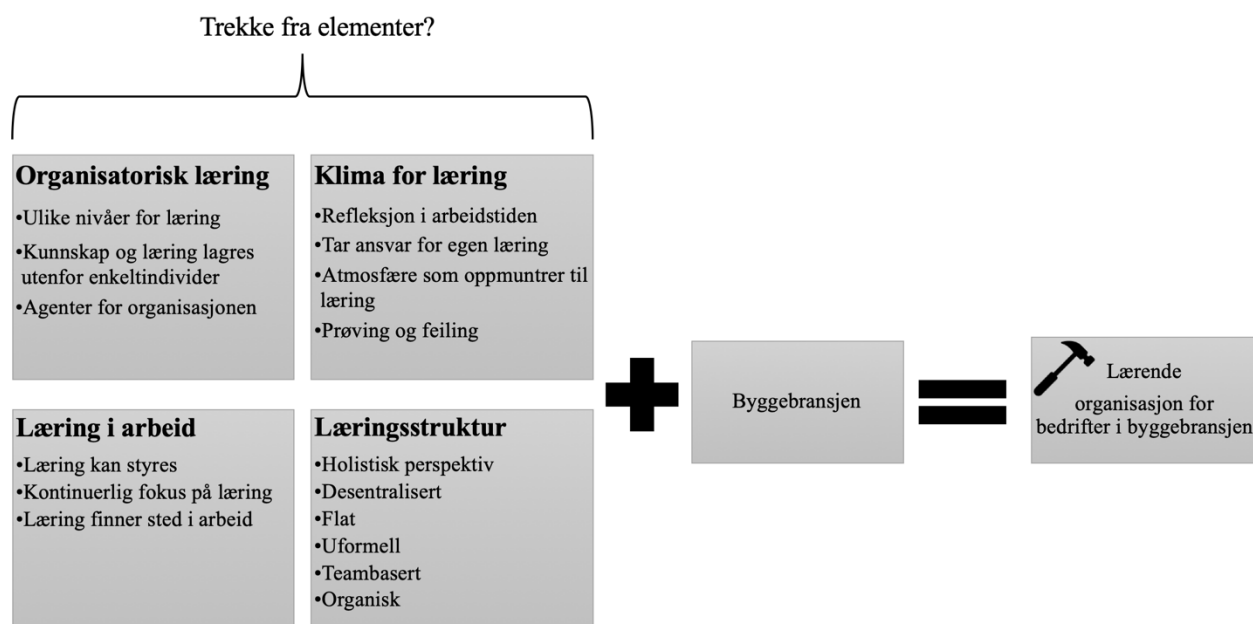 Trekke fra elementer?
Organisatorisk læring
•Ulike nivåer for læring
•Kunnskap og læring lagres
utenfor enkeltindivider
•Agenter for organisasjonen
Klima for læring
•Refleksjon i arbeidstiden
•Tar ansvar for egen læring
•Atmosfære som oppmuntrer til
læring
•Prøving og feiling
Læring i arbeid
•Læring kan styres
•Kontinuerlig fokus på læring
•Læring finner sted i arbeid
Læringsstruktur
•Holistisk perspektiv
•Desentralisert
•Flat
•Uformell
•Teambasert
•Organisk
Byggebransjen
Lærende
organisasjon for
bedrifter i byggebransjen